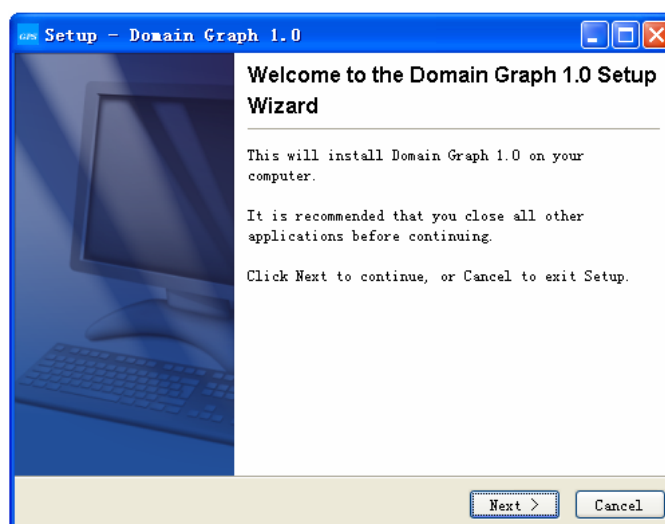 GPS Setup - Domain Graph 1.0
Welcome to the Domain Graph 1.0 Setup
Wizard
This will install Domain Graph 1.0 on your
computer.
It is recommended that you close all other
applications before continuing.
Click Next to continue, or Cancel to exit Setup.
Next > Cancel